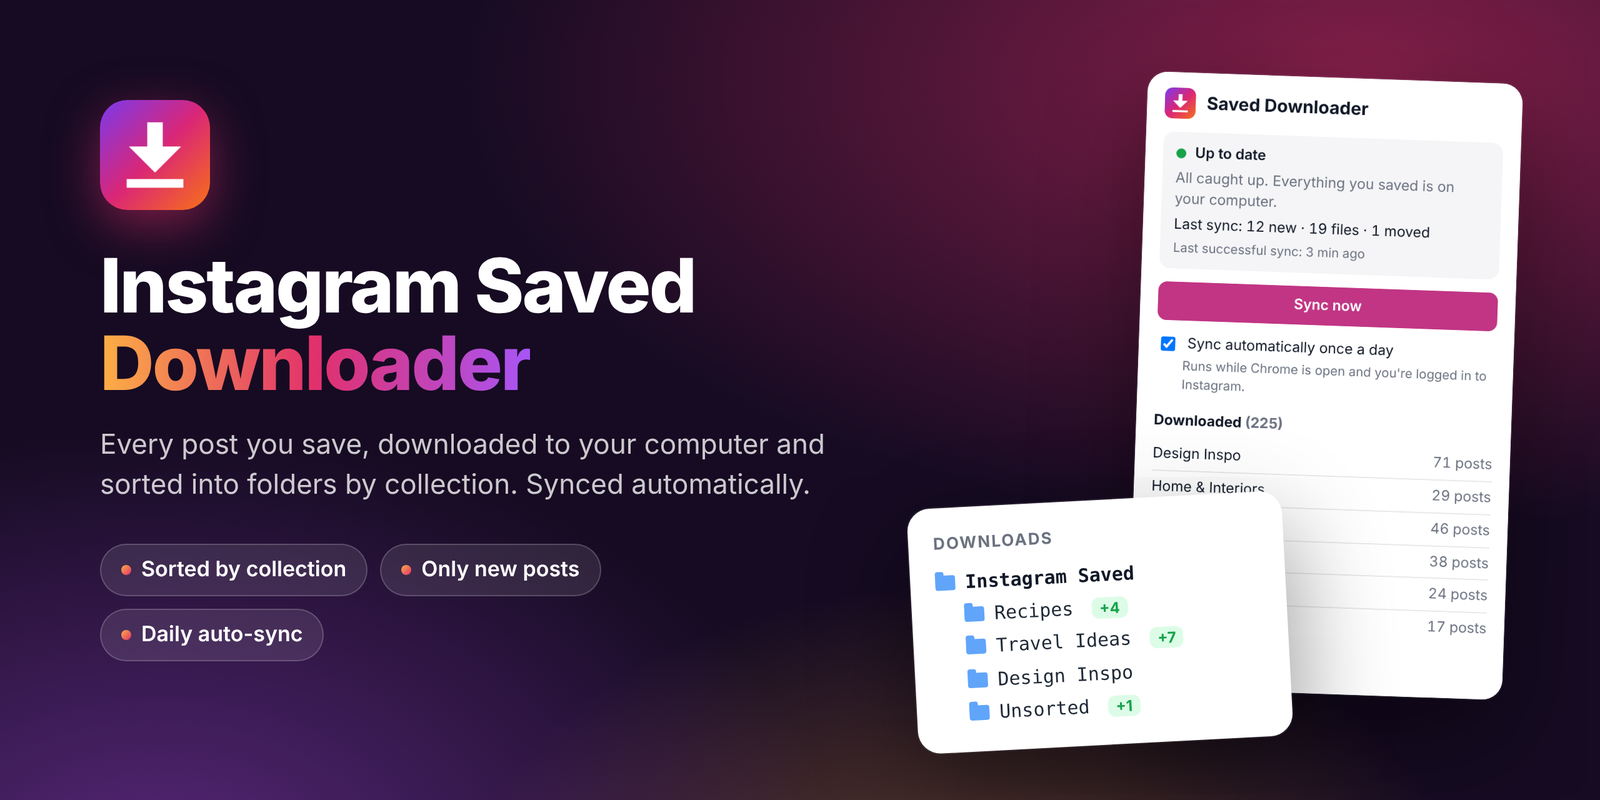 Instagram Saved
Downloader
Every post you save, downloaded to your computer and
sorted into folders by collection. Synced automatically.
Sorted by collection
Only new posts
Daily auto-sync
Saved Downloader
Up to date
All caught up. Everything you saved is on
your computer.
Last sync: 12 new · 19 files · 1 moved
Last successful sync: 3 min ago
Sync now
Sync automatically once a day
Runs while Chrome is open and you're logged in to
Instagram.
Downloaded (225)
Design Inspo 71 posts
Home & Interiors 29 posts
46 posts
38 posts
24 posts
17 posts
DOWNLOADS
Instagram Saved
Recipes +4
Travel Ideas +7
Design Inspo
Unsorted +1